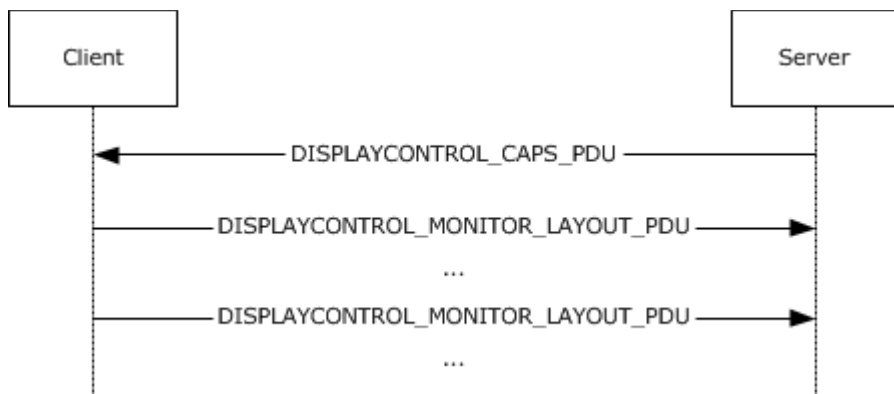 Client
Server
DISPLAYCONTROL_CAPS_PDU
DISPLAYCONTROL_MONITOR_LAYOUT_PDU
...
DISPLAYCONTROL_MONITOR_LAYOUT_PDU
...